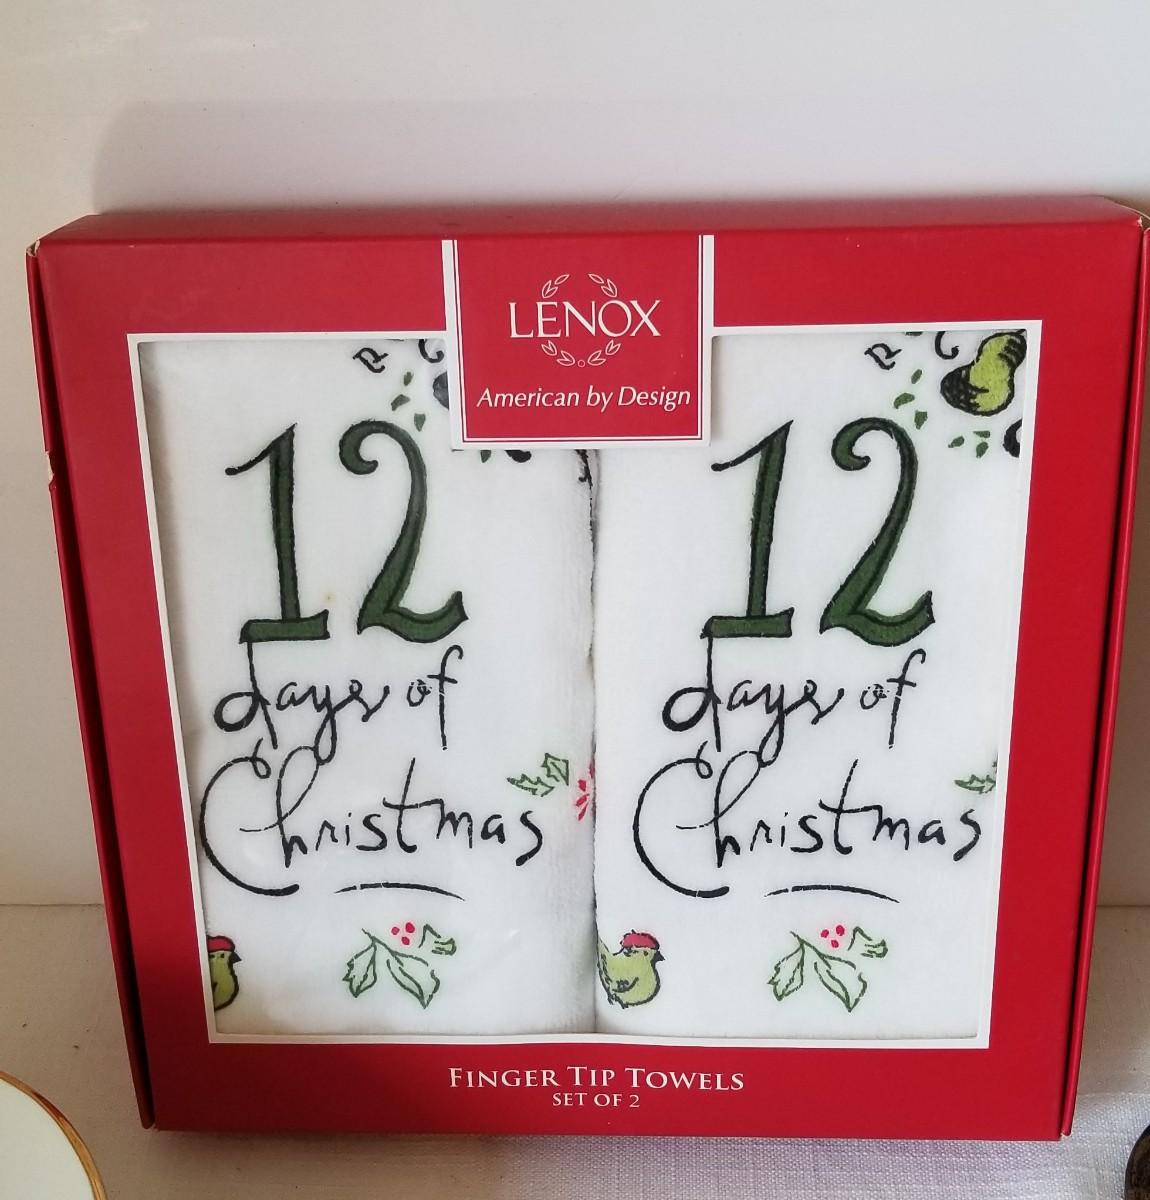 LENOX
American by Design
12
days of
Christmas
12
days of
Christmas
FINGER TIP TOWELS
SET OF 2